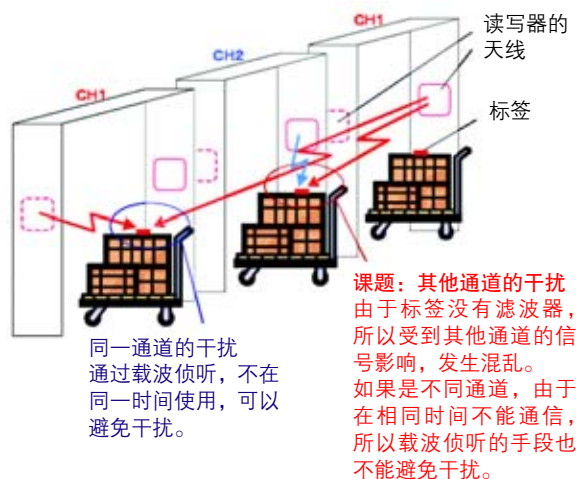 CH1
CH2
CH1
读写器的
天线
标签
课题：其他通道的干扰
由于标签没有滤波器，
所以受到其他通道的信
号影响，发生混乱。
如果是不同通道，由于
在相同时间不能通信，
所以载波侦听的手段也
不能避免干扰。
同一通道的干扰
通过载波侦听，不在
同一时间使用，可以
避免干扰。